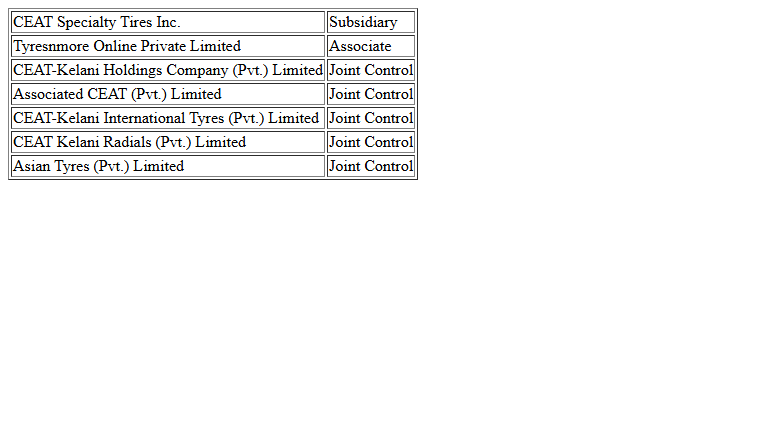 CEAT Specialty Tires Inc. Subsidiary
Tyresnmore Online Private Limited Associate
CEAT-Kelani Holdings Company (Pvt.) Limited Joint Control
Associated CEAT (Pvt.) Limited Joint Control
CEAT-Kelani International Tyres (Pvt.) Limited Joint Control
CEAT Kelani Radials (Pvt.) Limited Joint Control
Asian Tyres (Pvt.) Limited Joint Control